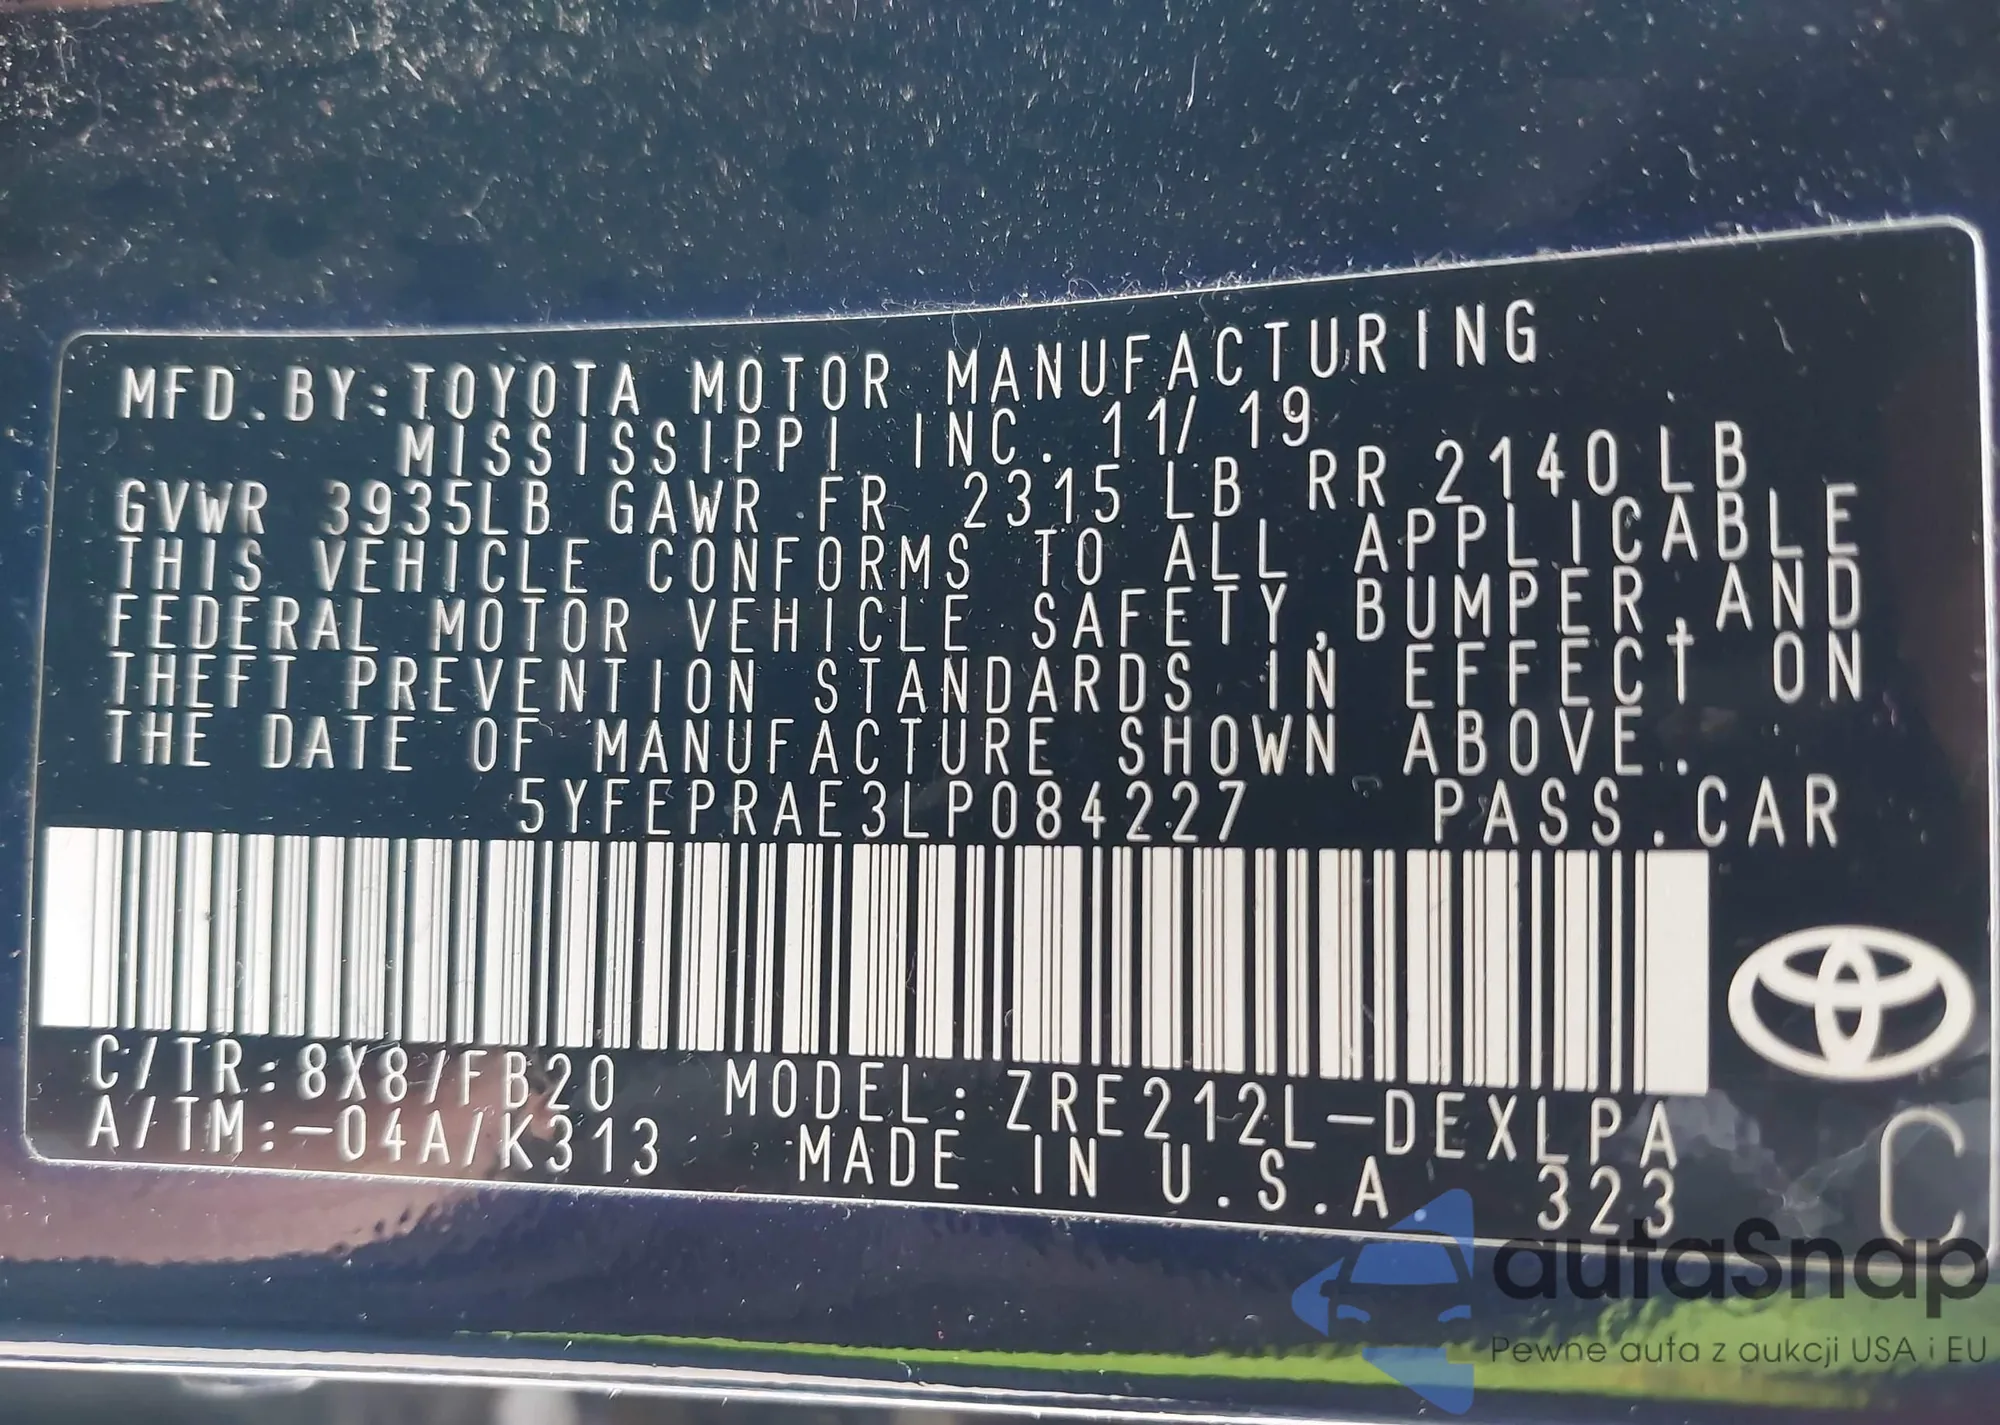 MFD. BY: TOYOTA MOTOR MANUFACTURING
MISSISSIPPI INC. 11/ 19
GVWR 3935LB GAWR FR 2315 LB RR 2140 LB
THIS VEHICLE CONFORMS TO ALL APPLICABLE
FEDERAL MOTOR VEHICLE SAFETY, BUMPER, AND
THEFT PREVENTION STANDARDS IN EFFECT ON
THE DATE OF MANUFACTURE SHOWN ABOVE.
5YFEPRAE3LP084227 PASS. CAR
C/TR: 8X8/FB20 MODEL: ZRE212L-DEXLPA
A/TM: -04A/K313 MADE IN U.S.A. 323
C
autaSnap
Pewne auta z aukcji USA i EU